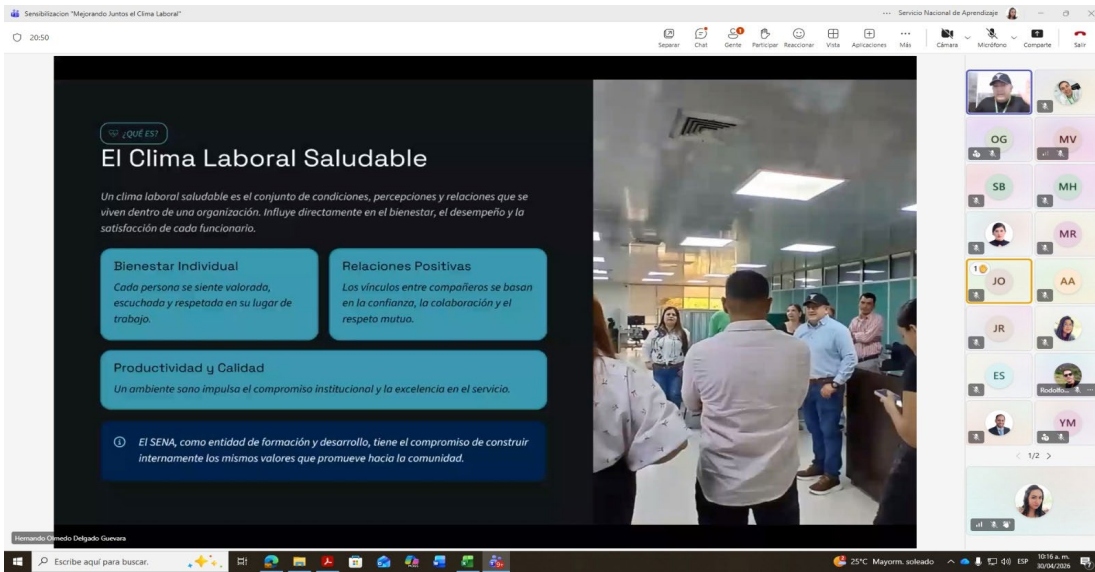 Sensibilizacion "Mejorando Juntos el Clima Laboral"
Servicio Nacional de Aprendizaje
20:50
Separar
Chat
Gente
Participar
Reaccionar
Vista
Aplicaciones
Más
Cámara
Micrófono
Comparte
Salir
¿QUÉ ES?
El Clima Laboral Saludable
Un clima laboral saludable es el conjunto de condiciones, percepciones y relaciones que se
viven dentro de una organización. Influye directamente en el bienestar, el desempeño y la
satisfacción de cada funcionario.
Bienestar Individual
Cada persona se siente valorada,
escuchada y respetada en su lugar de
trabajo.
Relaciones Positivas
Los vínculos entre compañeros se basan
en la confianza, la colaboración y el
respeto mutuo.
Productividad y Calidad
Un ambiente sano impulsa el compromiso institucional y la excelencia en el servicio.
El SENA, como entidad de formación y desarrollo, tiene el compromiso de construir
internamente los mismos valores que promueve hacia la comunidad.
Hernando Olmedo Delgado Guevara
OG
MV
SB
MH
MR
1
JO
AA
JR
ES
Rodolfo...
YM
1/2
Escribe aquí para buscar.
25°C Mayorm. soleado
ESP
10:16 a. m.
30/04/2026